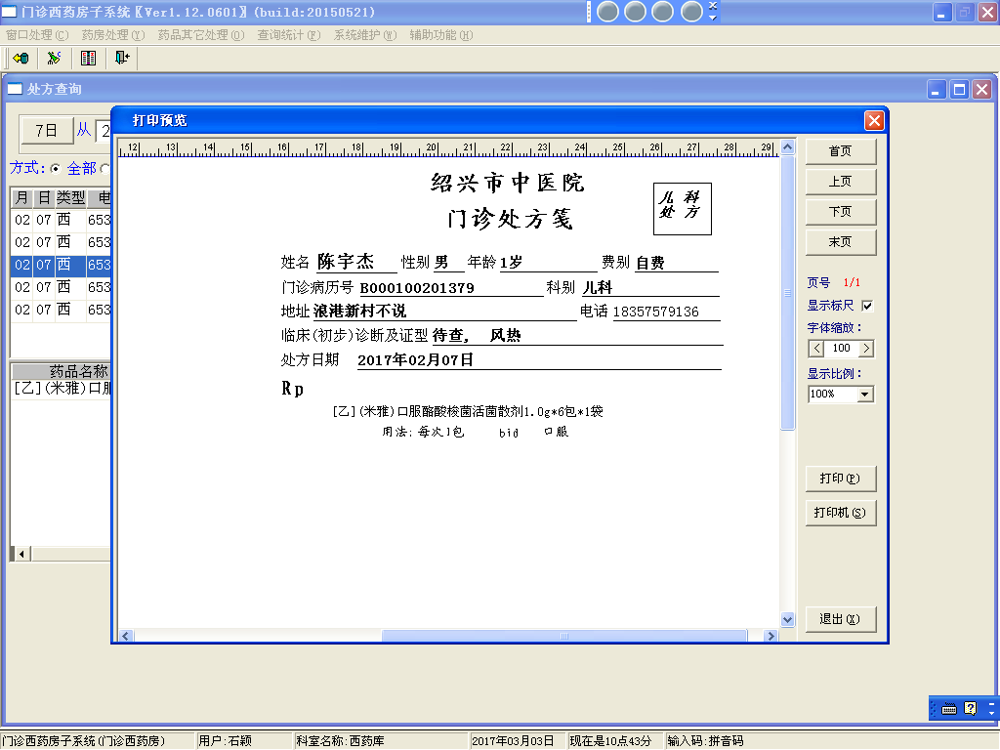 门诊西药房子系统〖Ver1.12.0601〗(build:20150521)
窗口处理(C) 药房处理(Y) 药品其它处理(O) 查询统计(P) 系统维护(W) 辅助功能(H)
处方查询
7日 从 2
方式: 全部
月 日 类型 电
02 07 西 653
02 07 西 653
02 07 西 653
02 07 西 653
02 07 西 653
药品名称
[乙](米雅)口服
打印预览
12 13 14 15 16 17 18 19 20 21 22 23 24 25 26 27 28 29
绍兴市中医院
门诊处方笺
儿科
处方
姓名 陈宇杰 性别 男 年龄 1岁 费别 自费
门诊病历号 B000100201379 科别 儿科
地址 浪港新村不说 电话 18357579136
临床(初步)诊断及证型 待查, 风热
处方日期 2017年02月07日
Rp
[乙](米雅)口服酪酸梭菌活菌散剂1.0g*6包*1袋
用法: 每次1包 bid 口服
首页
上页
下页
末页
页号 1/1
显示标尺
字体缩放:
100
显示比例:
100%
打印(P)
打印机(S)
退出(X)
门诊西药房子系统(门诊西药房) 用户:石颖 科室名称:西药库 2017年03月03日 现在是10点43分 输入码:拼音码